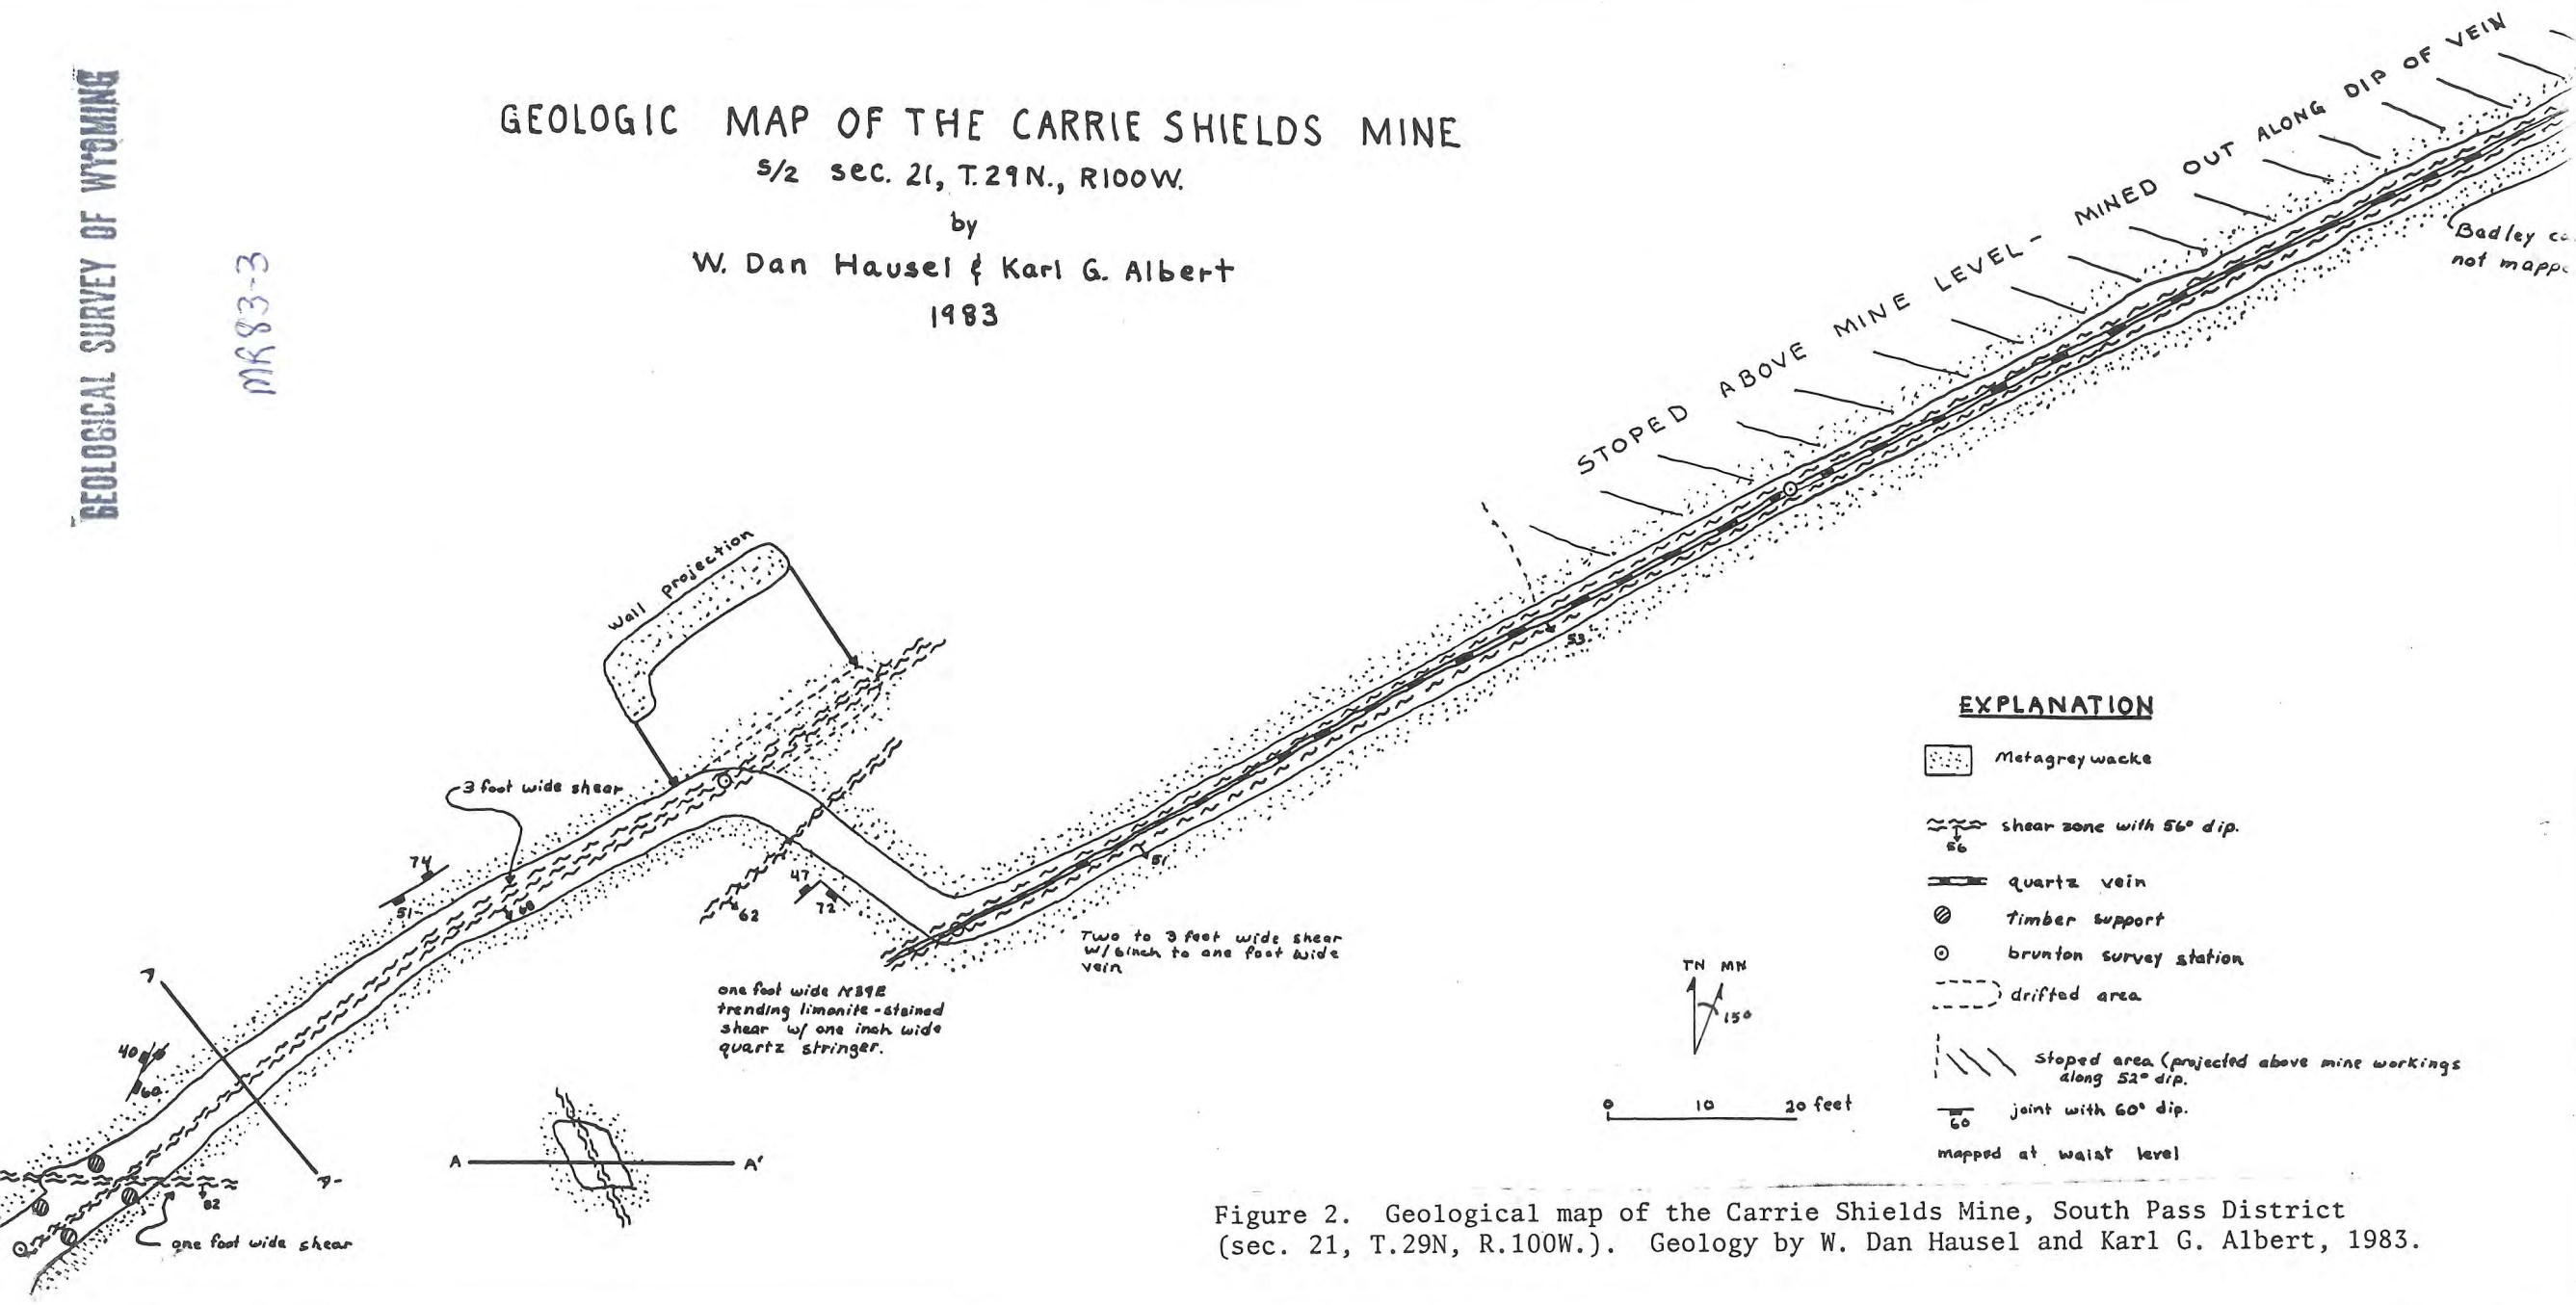 GEOLOGICAL SURVEY OF WYOMING
MR83-3
GEOLOGIC MAP OF THE CARRIE SHIELDS MINE
S/2 sec. 21, T.29N., R100W.
by
W. Dan Hausel & Karl G. Albert
1983
STOPED ABOVE MINE LEVEL - MINED OUT ALONG DIP OF VEIN
Badley
not
wall projection
3 foot wide shear
74
51
68
47
72
62
51
53
40
60
82
one foot wide shear
one foot wide N39E
trending limonite-stained
shear w/ one inch wide
quartz stringer.
Two to 3 foot wide shear
w/ 6inch to one foot wide
vein
A A'
TN MN
15°
0 10 20 feet
EXPLANATION
Metagreywacke
shear zone with 56° dip.
56
quartz vein
Timber support
brunton survey station
drifted area
stoped area (projected above mine workings
along 52° dip.
joint with 60° dip.
60
mapped at waist level
Figure 2. Geological map of the Carrie Shields Mine, South Pass District
(sec. 21, T.29N, R.100W.). Geology by W. Dan Hausel and Karl G. Albert, 1983.